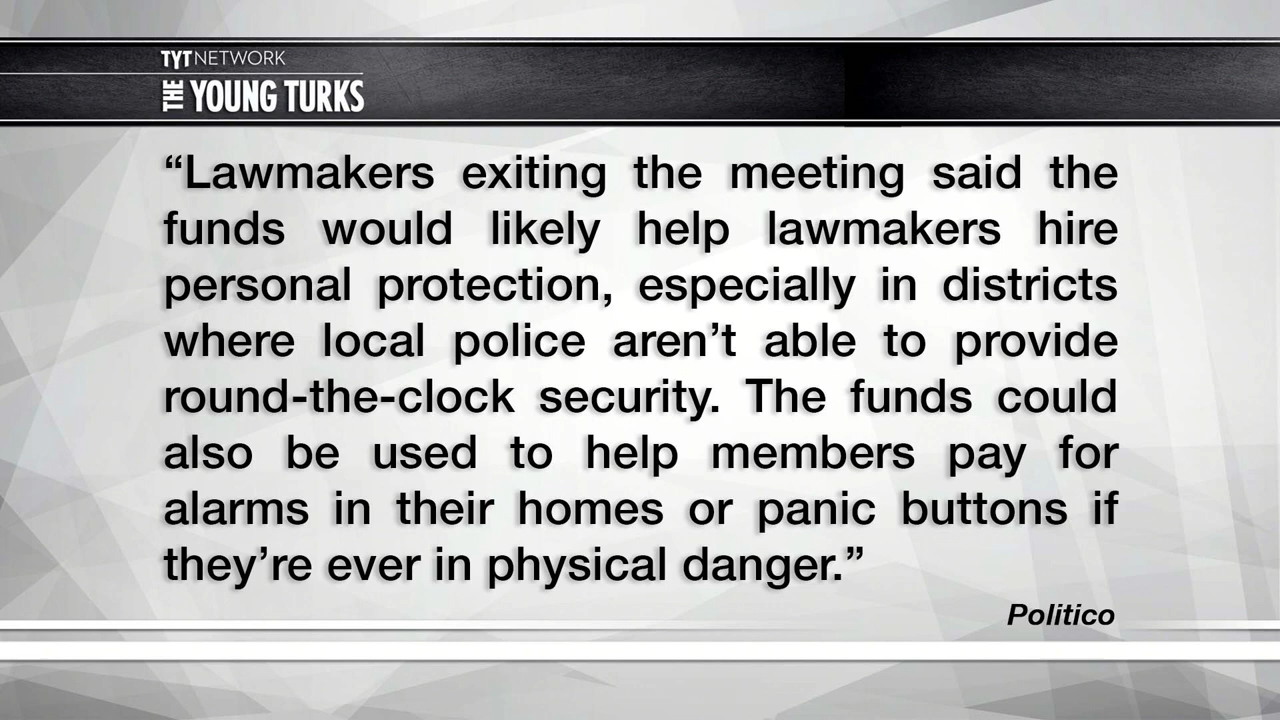 TYT NETWORK
THE YOUNG TURKS
“Lawmakers exiting the meeting said the
funds would likely help lawmakers hire
personal protection, especially in districts
where local police aren’t able to provide
round-the-clock security. The funds could
also be used to help members pay for
alarms in their homes or panic buttons if
they’re ever in physical danger.”
Politico